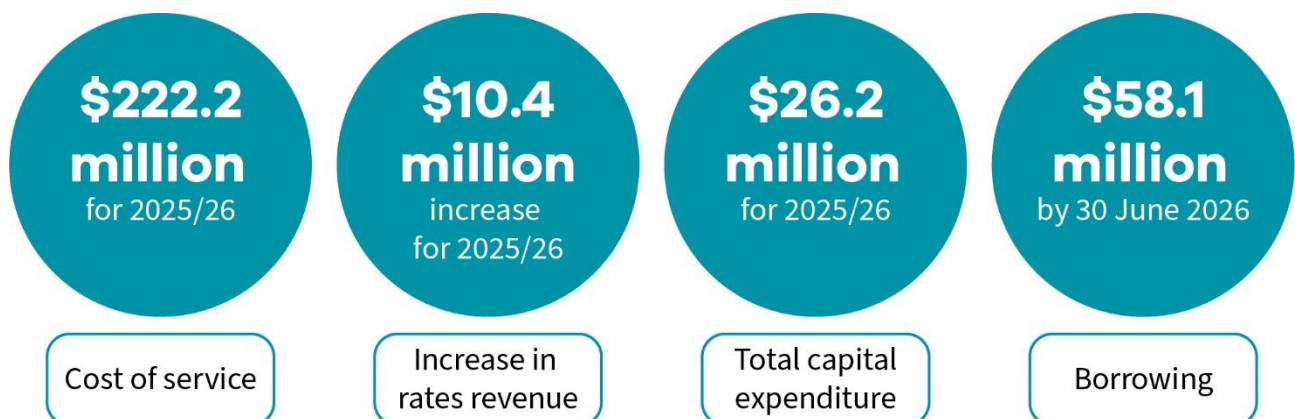 $222.2
million
for 2025/26
Cost of service
$10.4
million
increase
for 2025/26
Increase in
rates revenue
$26.2
million
for 2025/26
Total capital
expenditure
$58.1
million
by 30 June 2026
Borrowing